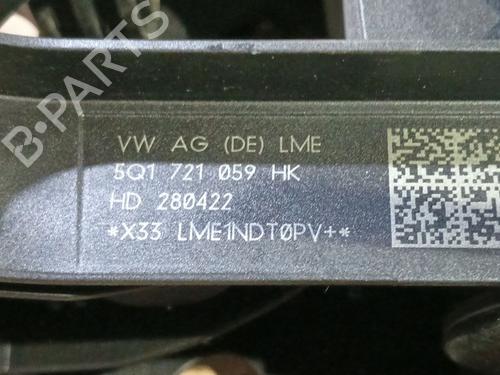 B-PARTS
VW AG (DE) LME
5Q1 721 059 HK
HD 280422
*X33 LME1NDT0PV+*